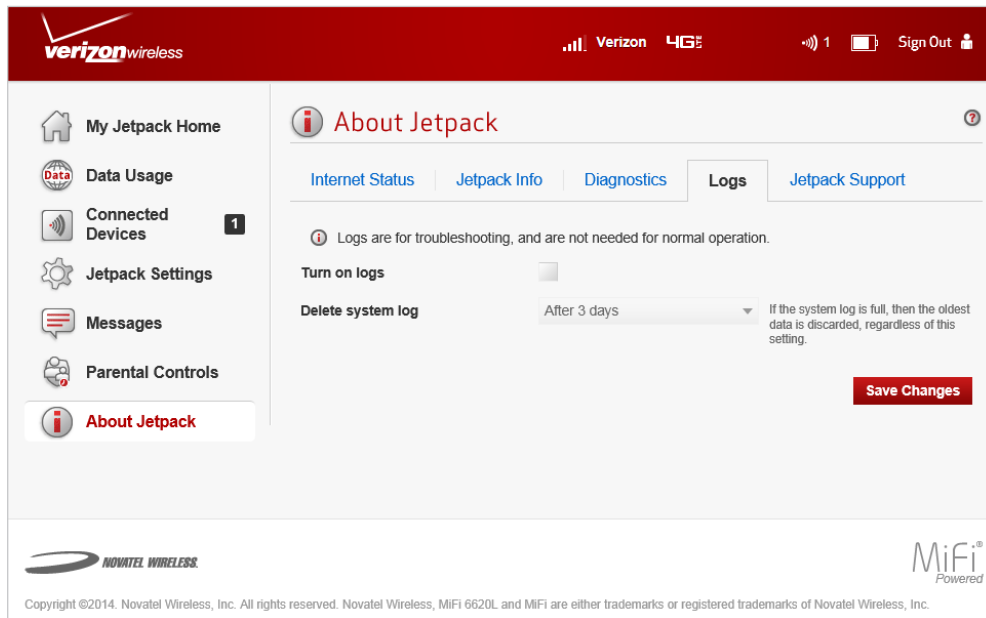 verizonwireless
Verizon 4G LTE
1
Sign Out
My Jetpack Home
Data
Data Usage
Connected
Devices
1
Jetpack Settings
Messages
Parental Controls
About Jetpack
About Jetpack
?
Internet Status
Jetpack Info
Diagnostics
Logs
Jetpack Support
Logs are for troubleshooting, and are not needed for normal operation.
Turn on logs
Delete system log
After 3 days
If the system log is full, then the oldest
data is discarded, regardless of this
setting.
Save Changes
NOVATEL WIRELESS.
MiFi®
Powered
Copyright ©2014. Novatel Wireless, Inc. All rights reserved. Novatel Wireless, MiFi 6620L and MiFi are either trademarks or registered trademarks of Novatel Wireless, Inc.